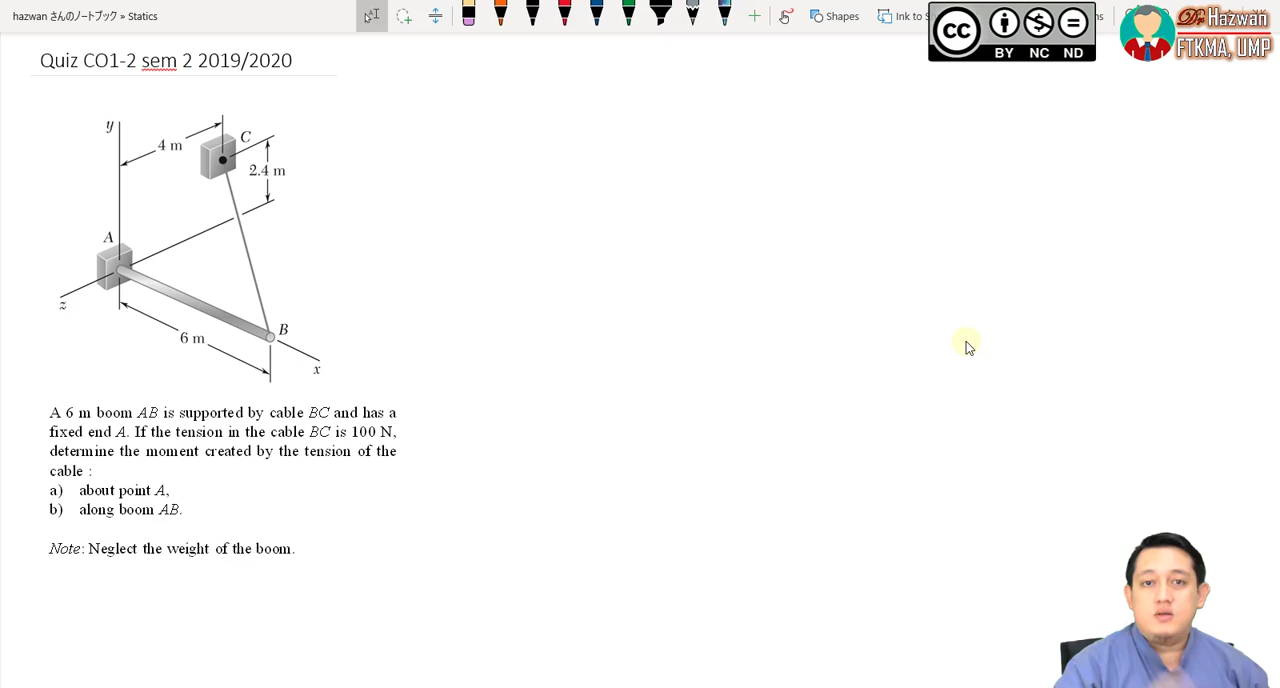 hazwan さんのノートブック » Statics
Shapes
Ink to S
ns
CC
BY NC ND
Dr Hazwan
FTKMA, UMP
Quiz CO1-2 sem 2 2019/2020
y
4 m
C
2.4 m
A
z
6 m
B
x
A 6 m boom AB is supported by cable BC and has a
fixed end A. If the tension in the cable BC is 100 N,
determine the moment created by the tension of the
cable :
a) about point A,
b) along boom AB.
Note: Neglect the weight of the boom.